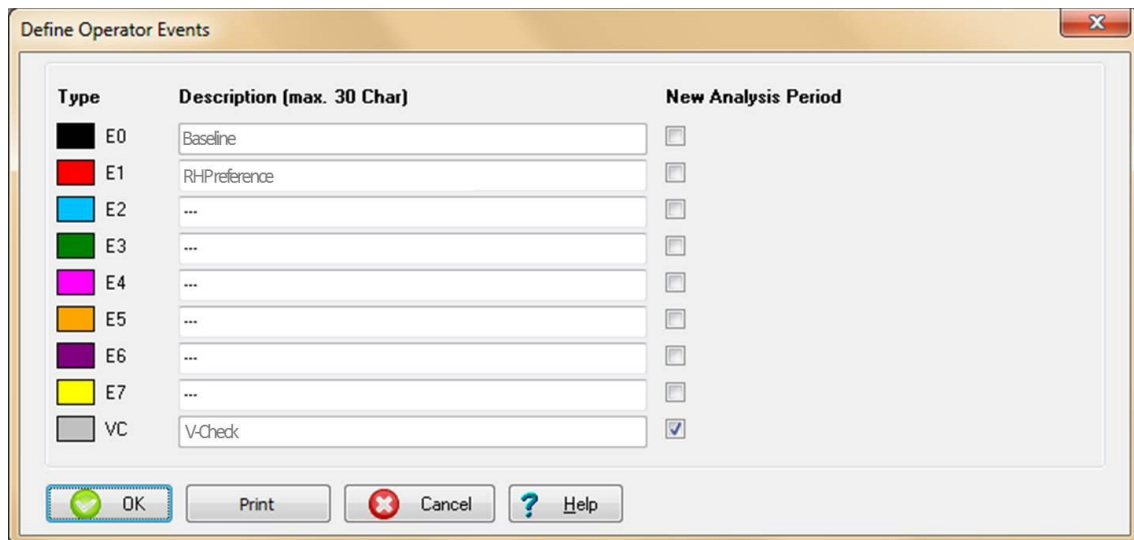 Define Operator Events
Type Description (max. 30 Char) New Analysis Period
E0 Baseline
E1 RHPreference
E2 ---
E3 ---
E4 ---
E5 ---
E6 ---
E7 ---
VC V-Check
OK Print Cancel ? Help